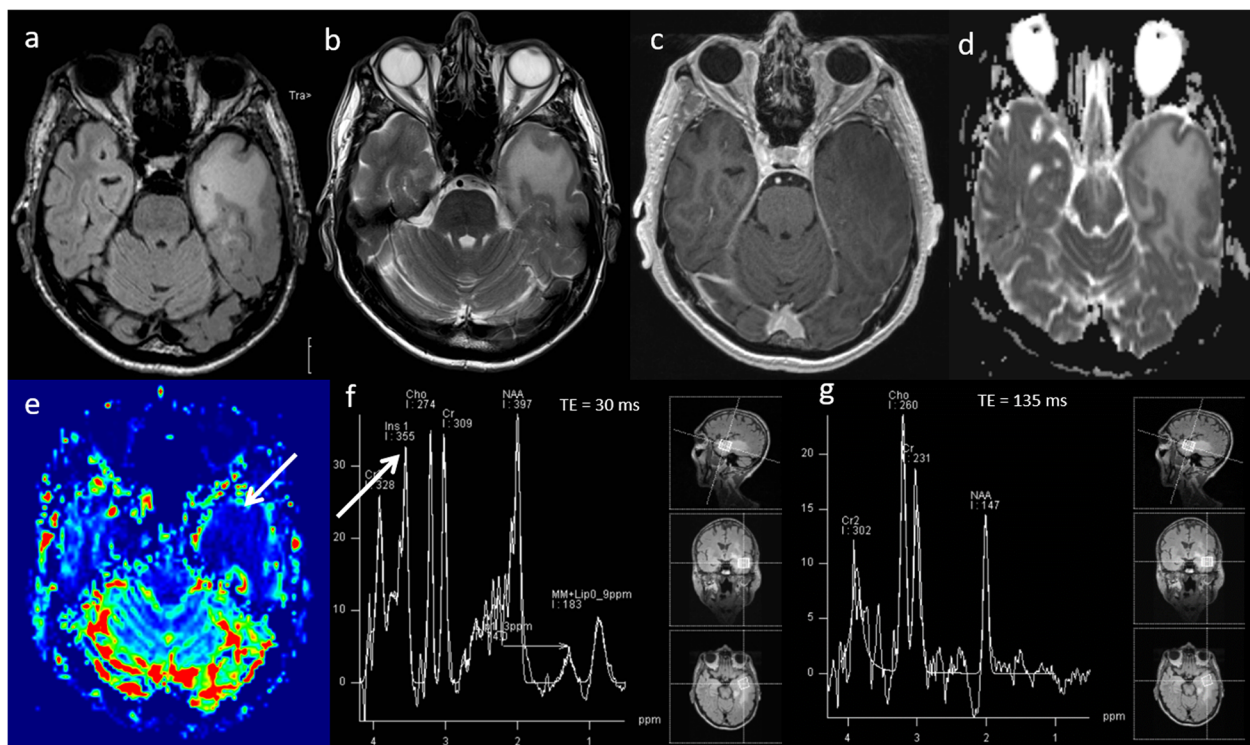 a
b
c
d
Tra>
e
f
TE = 30 ms
Cho
I : 274
NAA
I : 397
Cr
I : 309
Ins 1
I : 355
328
30
20
10
0
MM+Lip0_9ppm
I : 183
ppm
4
3
2
1
g
TE = 135 ms
Cho
I : 260
Cr
I : 231
NAA
I : 147
Cr2
I : 302
20
15
10
5
0
ppm
4
3
2
1